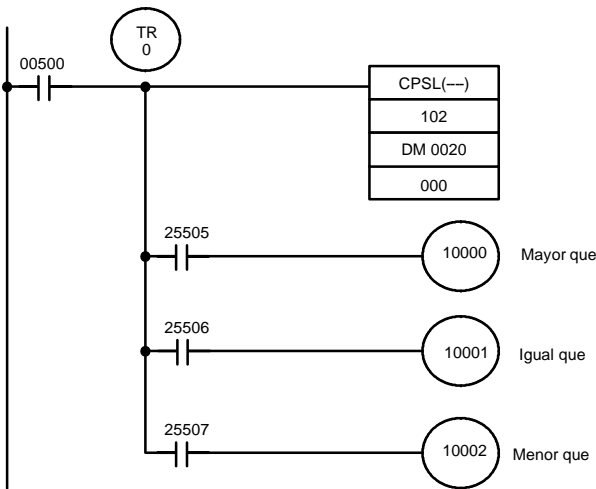 TR
0
00500
CPSL(––)
102
DM 0020
000
25505
10000
Mayor que
25506
10001
Igual que
25507
10002
Menor que